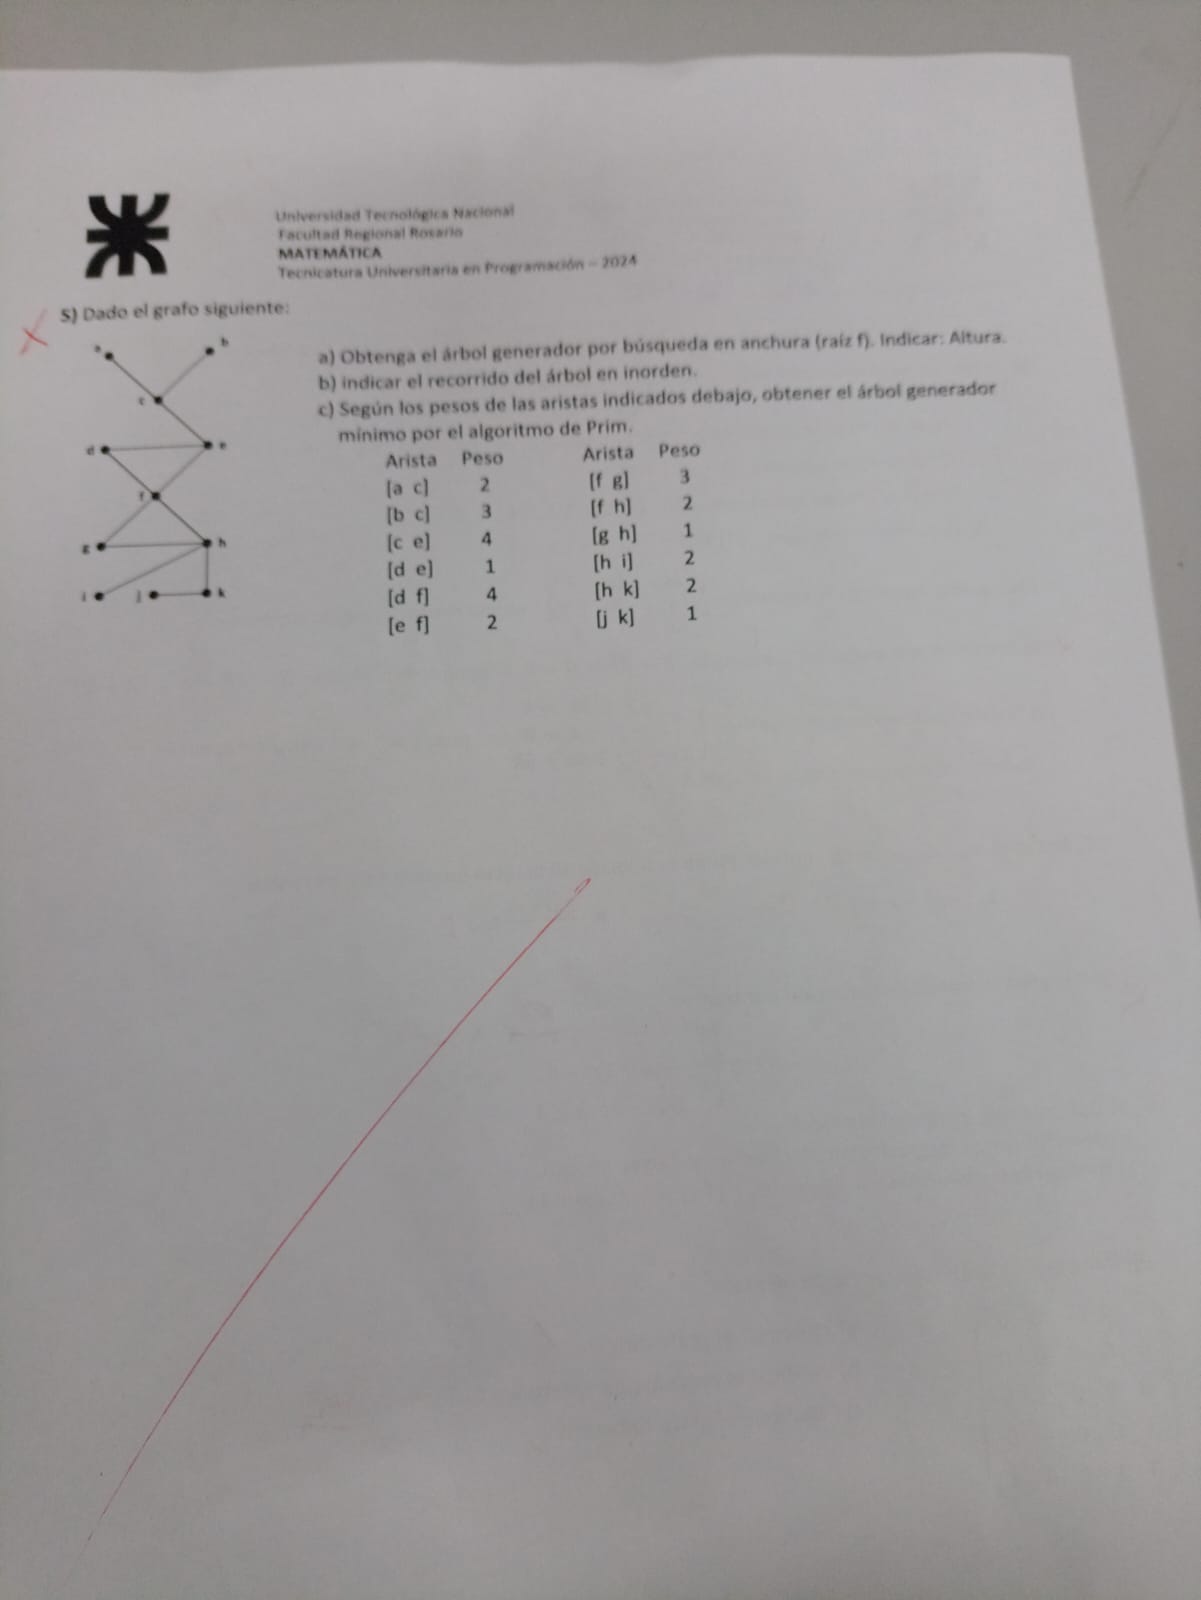 Universidad Tecnológica Nacional
Facultad Regional Rosario
MATEMÁTICA
Tecnicatura Universitaria en Programación – 2024
5) Dado el grafo siguiente:
a) Obtenga el árbol generador por búsqueda en anchura (raíz f). Indicar: Altura.
b) indicar el recorrido del árbol en inorden.
c) Según los pesos de las aristas indicados debajo, obtener el árbol generador
mínimo por el algoritmo de Prim.
Arista Peso Arista Peso
[a c] 2 [f g] 3
[b c] 3 [f h] 2
[c e] 4 [g h] 1
[d e] 1 [h i] 2
[d f] 4 [h k] 2
[e f] 2 [j k] 1
a b
c
d e
f
g h
i j k